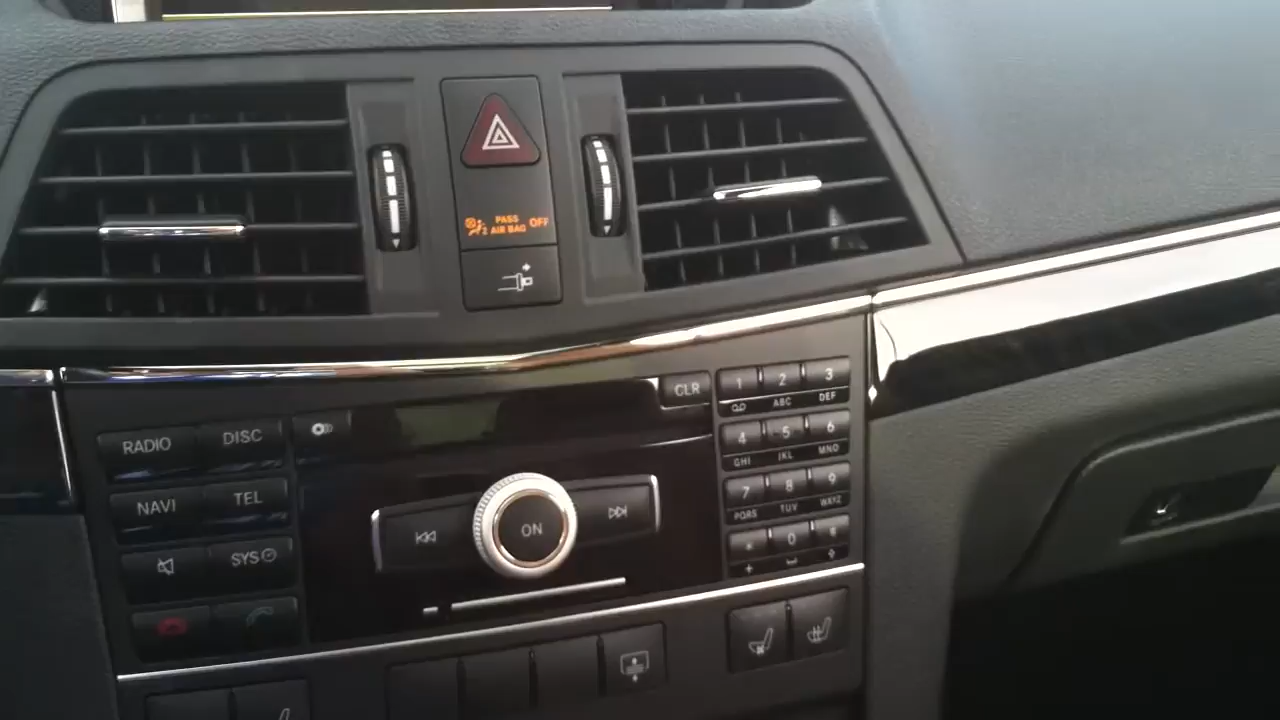 PASS
AIR BAG OFF
CLR
1 2 3
ABC DEF
RADIO DISC
4 5 6
GHI JKL MNO
NAVI TEL
7 8 9
PQRS TUV WXYZ
ON
SYS
* 0 #
+